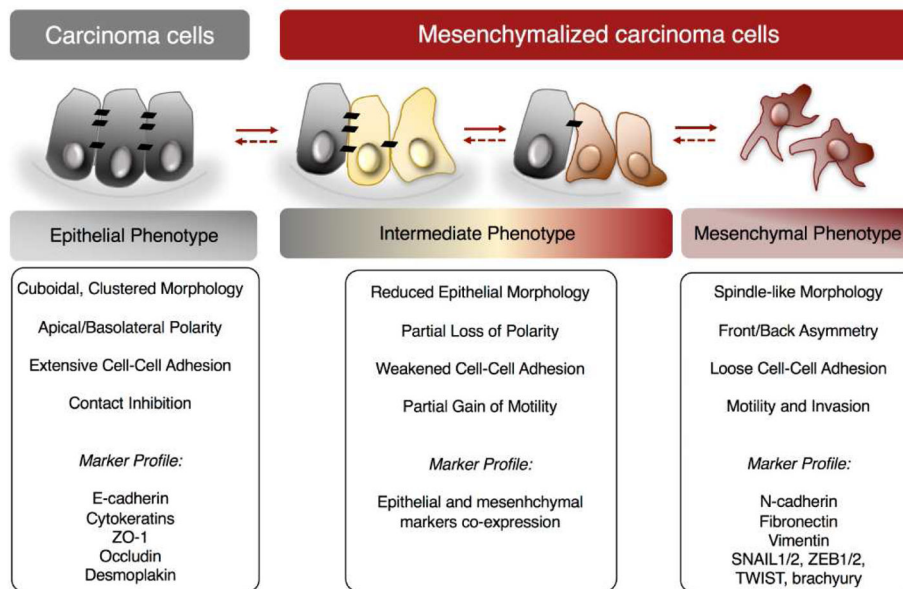 Carcinoma cells
Mesenchymalized carcinoma cells
Epithelial Phenotype
Intermediate Phenotype
Mesenchymal Phenotype
Cuboidal, Clustered Morphology
Apical/Basolateral Polarity
Extensive Cell-Cell Adhesion
Contact Inhibition
Marker Profile:
E-cadherin
Cytokeratins
ZO-1
Occludin
Desmoplakin
Reduced Epithelial Morphology
Partial Loss of Polarity
Weakened Cell-Cell Adhesion
Partial Gain of Motility
Marker Profile:
Epithelial and mesenhchymal
markers co-expression
Spindle-like Morphology
Front/Back Asymmetry
Loose Cell-Cell Adhesion
Motility and Invasion
Marker Profile:
N-cadherin
Fibronectin
Vimentin
SNAIL1/2, ZEB1/2,
TWIST, brachyury